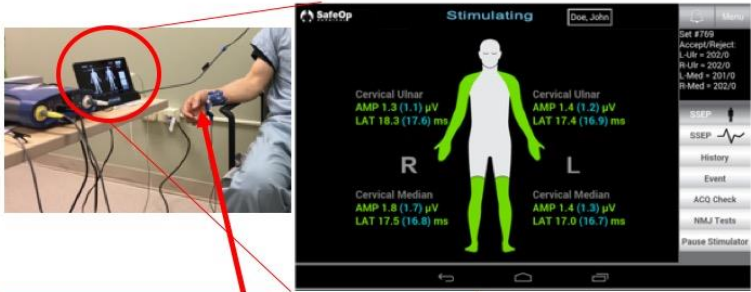 SafeOp
Stimulating
Doe, John
Menu
Set #769
Accept/Reject:
L-Ulr = 202/0
R-Ulr = 202/0
L-Med = 201/0
R-Med = 202/0
Cervical Ulnar
AMP 1.3 (1.1) µV
LAT 18.3 (17.6) ms
Cervical Ulnar
AMP 1.4 (1.2) µV
LAT 17.4 (16.9) ms
R
L
Cervical Median
AMP 1.8 (1.7) µV
LAT 17.5 (16.8) ms
Cervical Median
AMP 1.4 (1.3) µV
LAT 17.0 (16.7) ms
SSEP
SSEP
History
Event
ACQ Check
NMJ Tests
Pause Stimulator